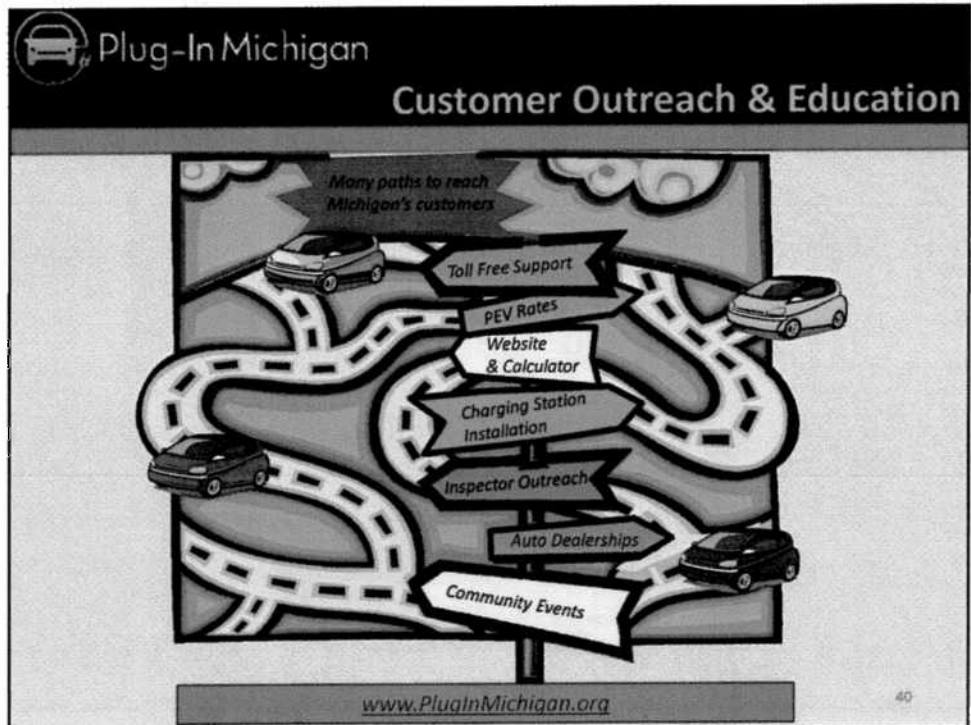 Plug-In Michigan
Customer Outreach & Education
Many paths to reach
Michigan's customers
Toll Free Support
PEV Rates
Website
& Calculator
Charging Station
Installation
Inspector Outreach
Auto Dealerships
Community Events
www.PlugInMichigan.org
40